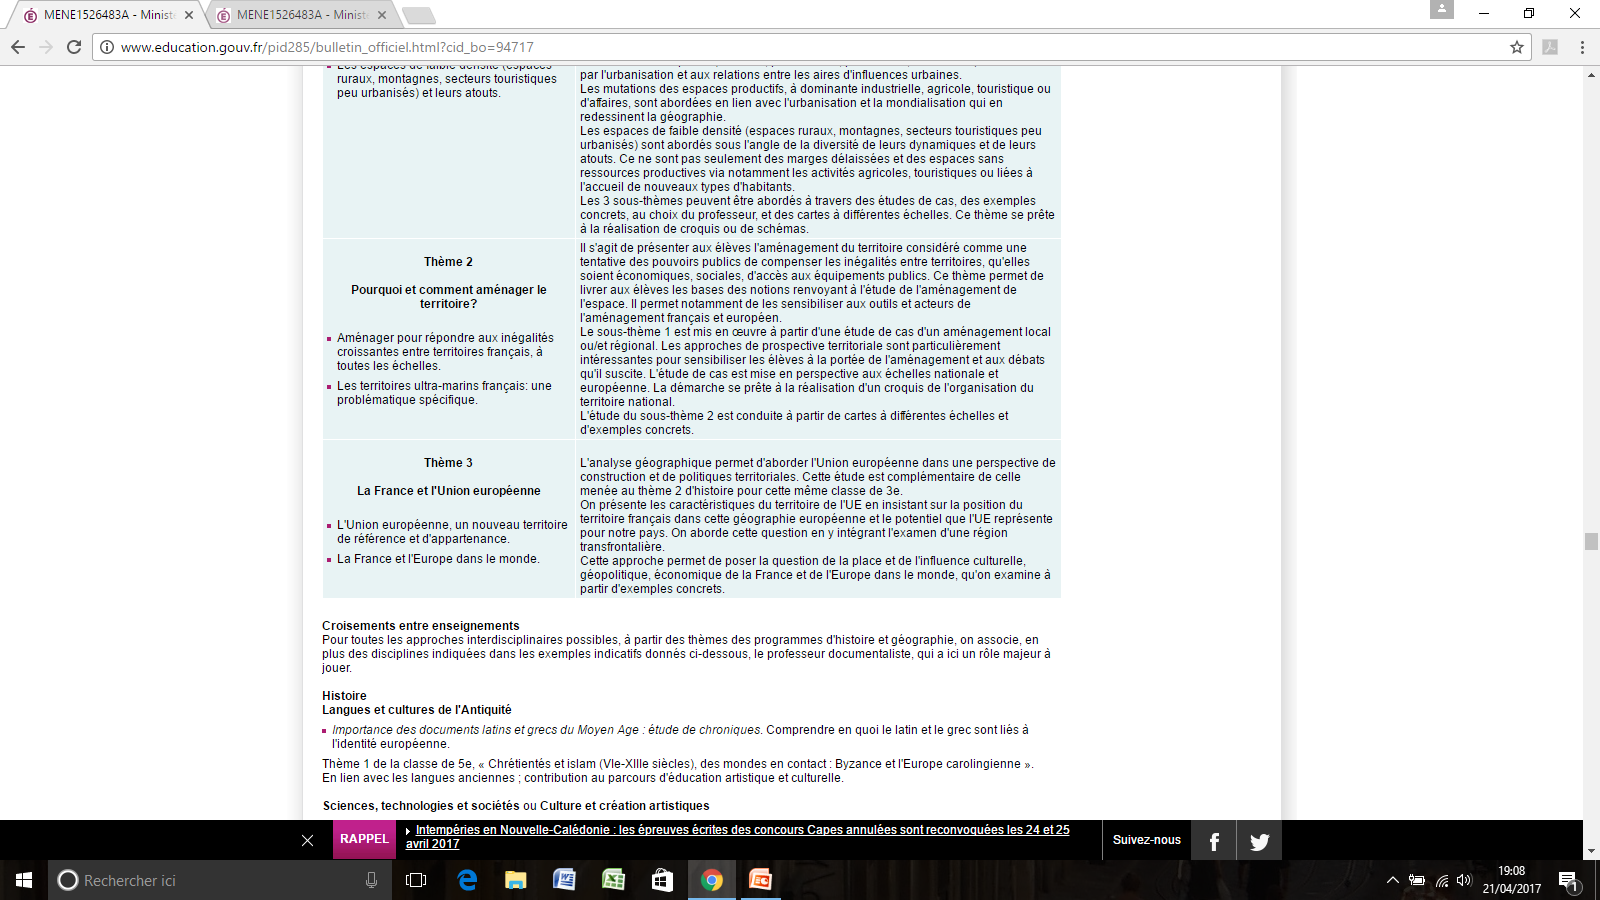 MENE1526483A - Minist
MENE1526483A - Minist
www.education.gouv.fr/pid285/bulletin_officiel.html?cid_bo=94717
Les espaces de faible densité (espaces
ruraux, montagnes, secteurs touristiques
peu urbanisés) et leurs atouts.
par l'urbanisation et aux relations entre les aires d'influences urbaines.
Les mutations des espaces productifs, à dominante industrielle, agricole, touristique ou
d'affaires, sont abordées en lien avec l'urbanisation et la mondialisation qui en
redessinent la géographie.
Les espaces de faible densité (espaces ruraux, montagnes, secteurs touristiques peu
urbanisés) sont abordés sous l'angle de la diversité de leurs dynamiques et de leurs
atouts. Ce ne sont pas seulement des marges délaissées et des espaces sans
ressources productives via notamment les activités agricoles, touristiques ou liées à
l'accueil de nouveaux types d'habitants.
Les 3 sous-thèmes peuvent être abordés à travers des études de cas, des exemples
concrets, au choix du professeur, et des cartes à différentes échelles. Ce thème se prête
à la réalisation de croquis ou de schémas.
Thème 2
Pourquoi et comment aménager le
territoire?
Aménager pour répondre aux inégalités
croissantes entre territoires français, à
toutes les échelles.
Les territoires ultra-marins français: une
problématique spécifique.
Il s'agit de présenter aux élèves l'aménagement du territoire considéré comme une
tentative des pouvoirs publics de compenser les inégalités entre territoires, qu'elles
soient économiques, sociales, d'accès aux équipements publics. Ce thème permet de
livrer aux élèves les bases des notions renvoyant à l'étude de l'aménagement de
l'espace. Il permet notamment de les sensibiliser aux outils et acteurs de
l'aménagement français et européen.
Le sous-thème 1 est mis en œuvre à partir d'une étude de cas d'un aménagement local
ou/et régional. Les approches de prospective territoriale sont particulièrement
intéressantes pour sensibiliser les élèves à la portée de l'aménagement et aux débats
qu'il suscite. L'étude de cas est mise en perspective aux échelles nationale et
européenne. La démarche se prête à la réalisation d'un croquis de l'organisation du
territoire national.
L'étude du sous-thème 2 est conduite à partir de cartes à différentes échelles et
d'exemples concrets.
Thème 3
La France et l'Union européenne
L'Union européenne, un nouveau territoire
de référence et d'appartenance.
La France et l'Europe dans le monde.
L'analyse géographique permet d'aborder l'Union européenne dans une perspective de
construction et de politiques territoriales. Cette étude est complémentaire de celle
menée au thème 2 d'histoire pour cette même classe de 3e.
On présente les caractéristiques du territoire de l'UE en insistant sur la position du
territoire français dans cette géographie européenne et le potentiel que l'UE représente
pour notre pays. On aborde cette question en y intégrant l'examen d'une région
transfrontalière.
Cette approche permet de poser la question de la place et de l'influence culturelle,
géopolitique, économique de la France et de l'Europe dans le monde, qu'on examine à
partir d'exemples concrets.
Croisements entre enseignements
Pour toutes les approches interdisciplinaires possibles, à partir des thèmes des programmes d'histoire et géographie, on associe, en
plus des disciplines indiquées dans les exemples indicatifs donnés ci-dessous, le professeur documentaliste, qui a ici un rôle majeur à
jouer.
Histoire
Langues et cultures de l'Antiquité
Importance des documents latins et grecs du Moyen Age : étude de chroniques. Comprendre en quoi le latin et le grec sont liés à
l'identité européenne.
Thème 1 de la classe de 5e, « Chrétientés et islam (VIe-XIIIe siècles), des mondes en contact : Byzance et l'Europe carolingienne ».
En lien avec les langues anciennes ; contribution au parcours d'éducation artistique et culturelle.
Sciences, technologies et sociétés ou Culture et création artistiques
RAPPEL
Intempéries en Nouvelle-Calédonie : les épreuves écrites des concours Capes annulées sont reconvoquées les 24 et 25
avril 2017
Suivez-nous
Rechercher ici
19:08
21/04/2017
1